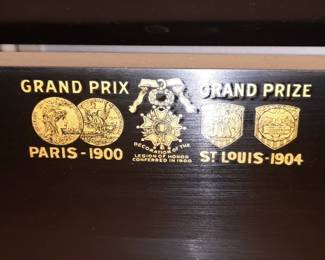 GRAND PRIX
PARIS - 1900
DECORATION OF THE
LEGION OF HONOR
CONFERRED IN 1900
GRAND PRIZE
ST LOUIS - 1904